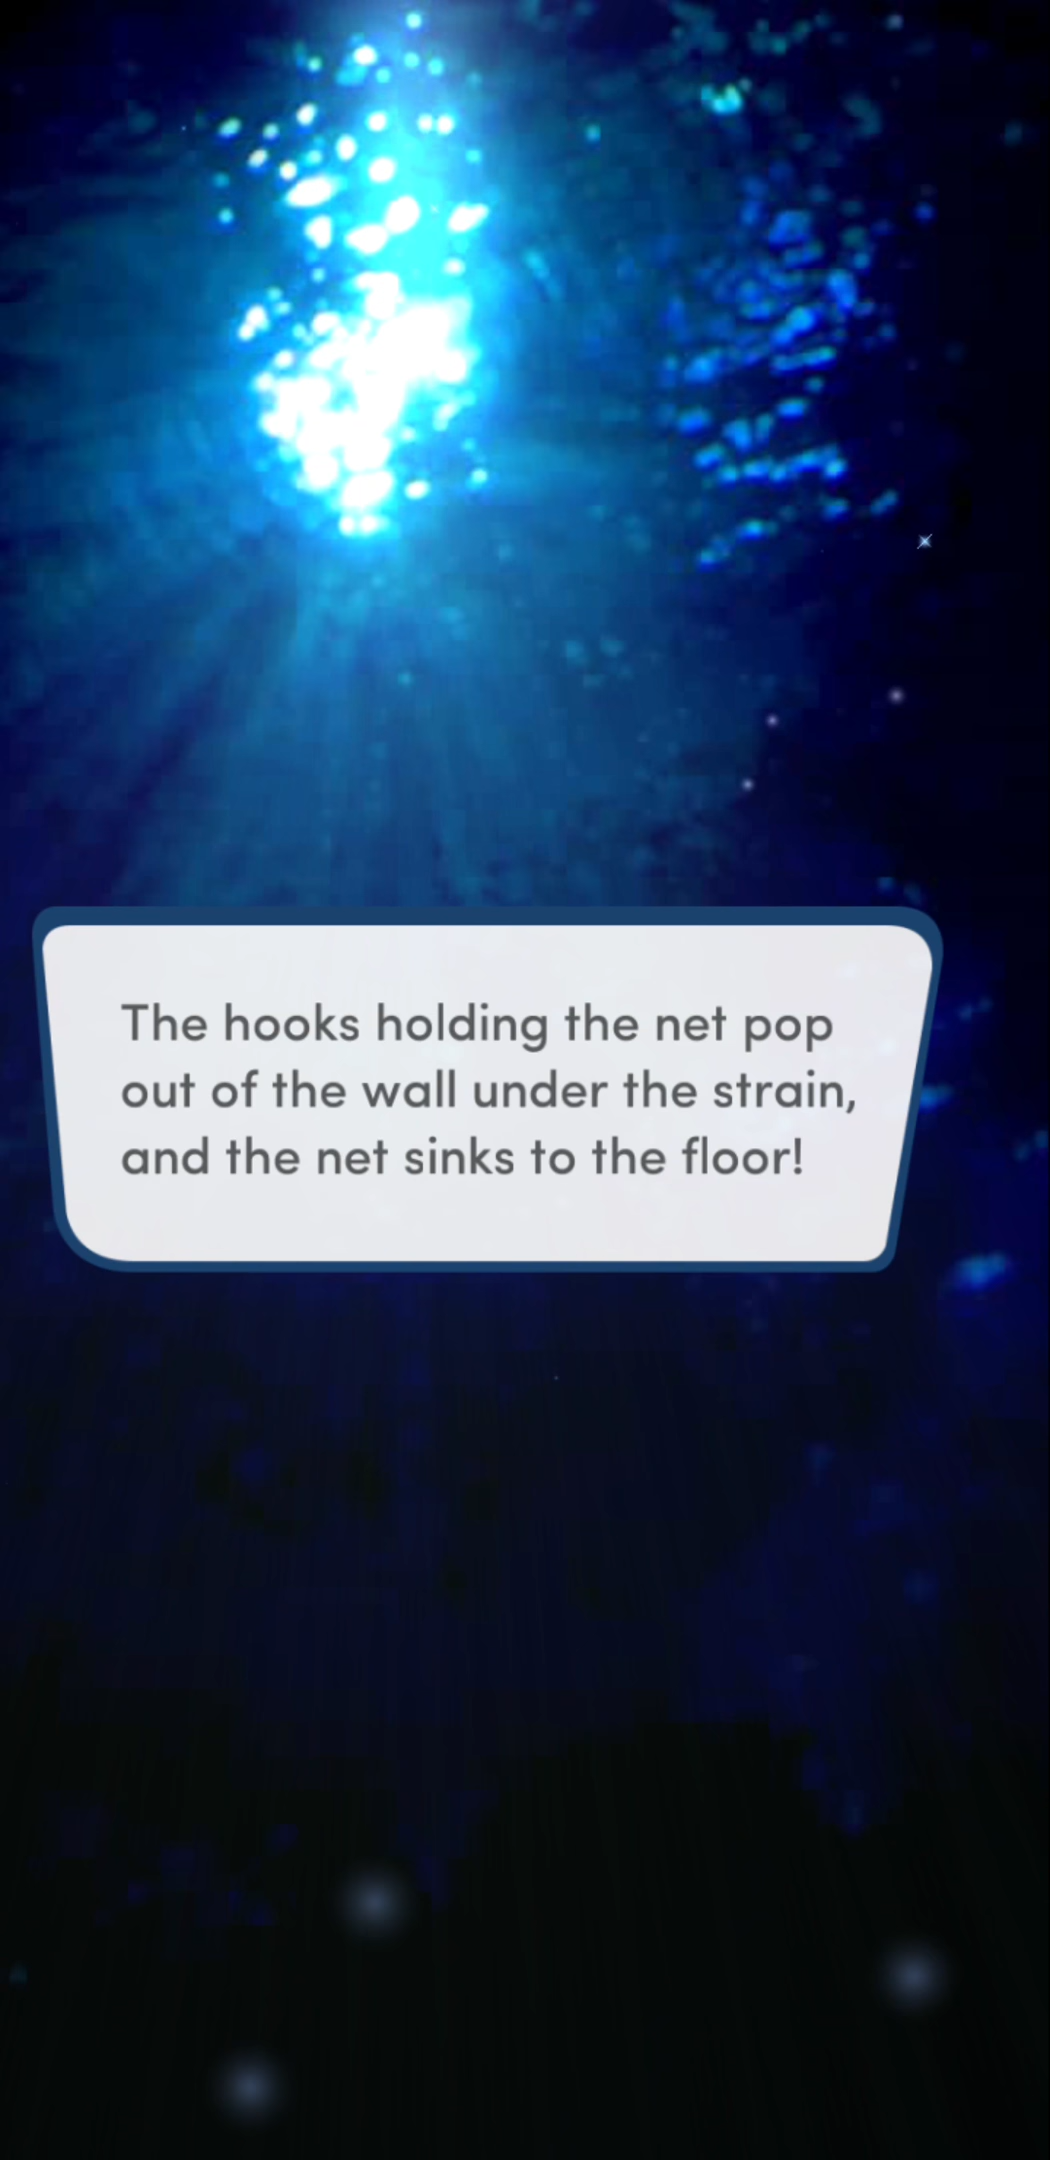 The hooks holding the net pop
out of the wall under the strain,
and the net sinks to the floor!